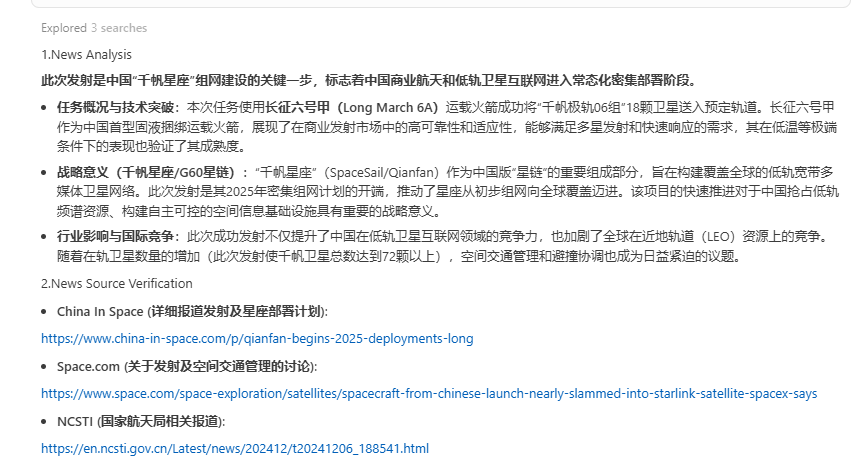 Explored 3 searches
1.News Analysis
此次发射是中国“千帆星座”组网建设的关键一步，标志着中国商业航天和低轨卫星互联网进入常态化密集部署阶段。
• 任务概况与技术突破：本次任务使用长征六号甲（Long March 6A）运载火箭成功将“千帆极轨06组”18颗卫星送入预定轨道。长征六号甲
作为中国首型固液捆绑运载火箭，展现了在商业发射市场中的高可靠性和适应性，能够满足多星发射和快速响应的需求，其在低温等极端
条件下的表现也验证了其成熟度。
• 战略意义（千帆星座/G60星链）：“千帆星座”（SpaceSail/Qianfan）作为中国版“星链”的重要组成部分，旨在构建覆盖全球的低轨宽带多
媒体卫星网络。此次发射是其2025年密集组网计划的开端，推动了星座从初步组网向全球覆盖迈进。该项目的快速推进对于中国抢占低轨
频谱资源、构建自主可控的空间信息基础设施具有重要的战略意义。
• 行业影响与国际竞争：此次成功发射不仅提升了中国在低轨卫星互联网领域的竞争力，也加剧了全球在近地轨道（LEO）资源上的竞争。
随着在轨卫星数量的增加（此次发射使千帆卫星总数达到72颗以上），空间交通管理和避撞协调也成为日益紧迫的议题。
2.News Source Verification
• China In Space (详细报道发射及星座部署计划):
https://www.china-in-space.com/p/qianfan-begins-2025-deployments-long
• Space.com (关于发射及空间交通管理的讨论):
https://www.space.com/space-exploration/satellites/spacecraft-from-chinese-launch-nearly-slammed-into-starlink-satellite-spacex-says
• NCSTI (国家航天局相关报道):
https://en.ncsti.gov.cn/Latest/news/202412/t20241206_188541.html